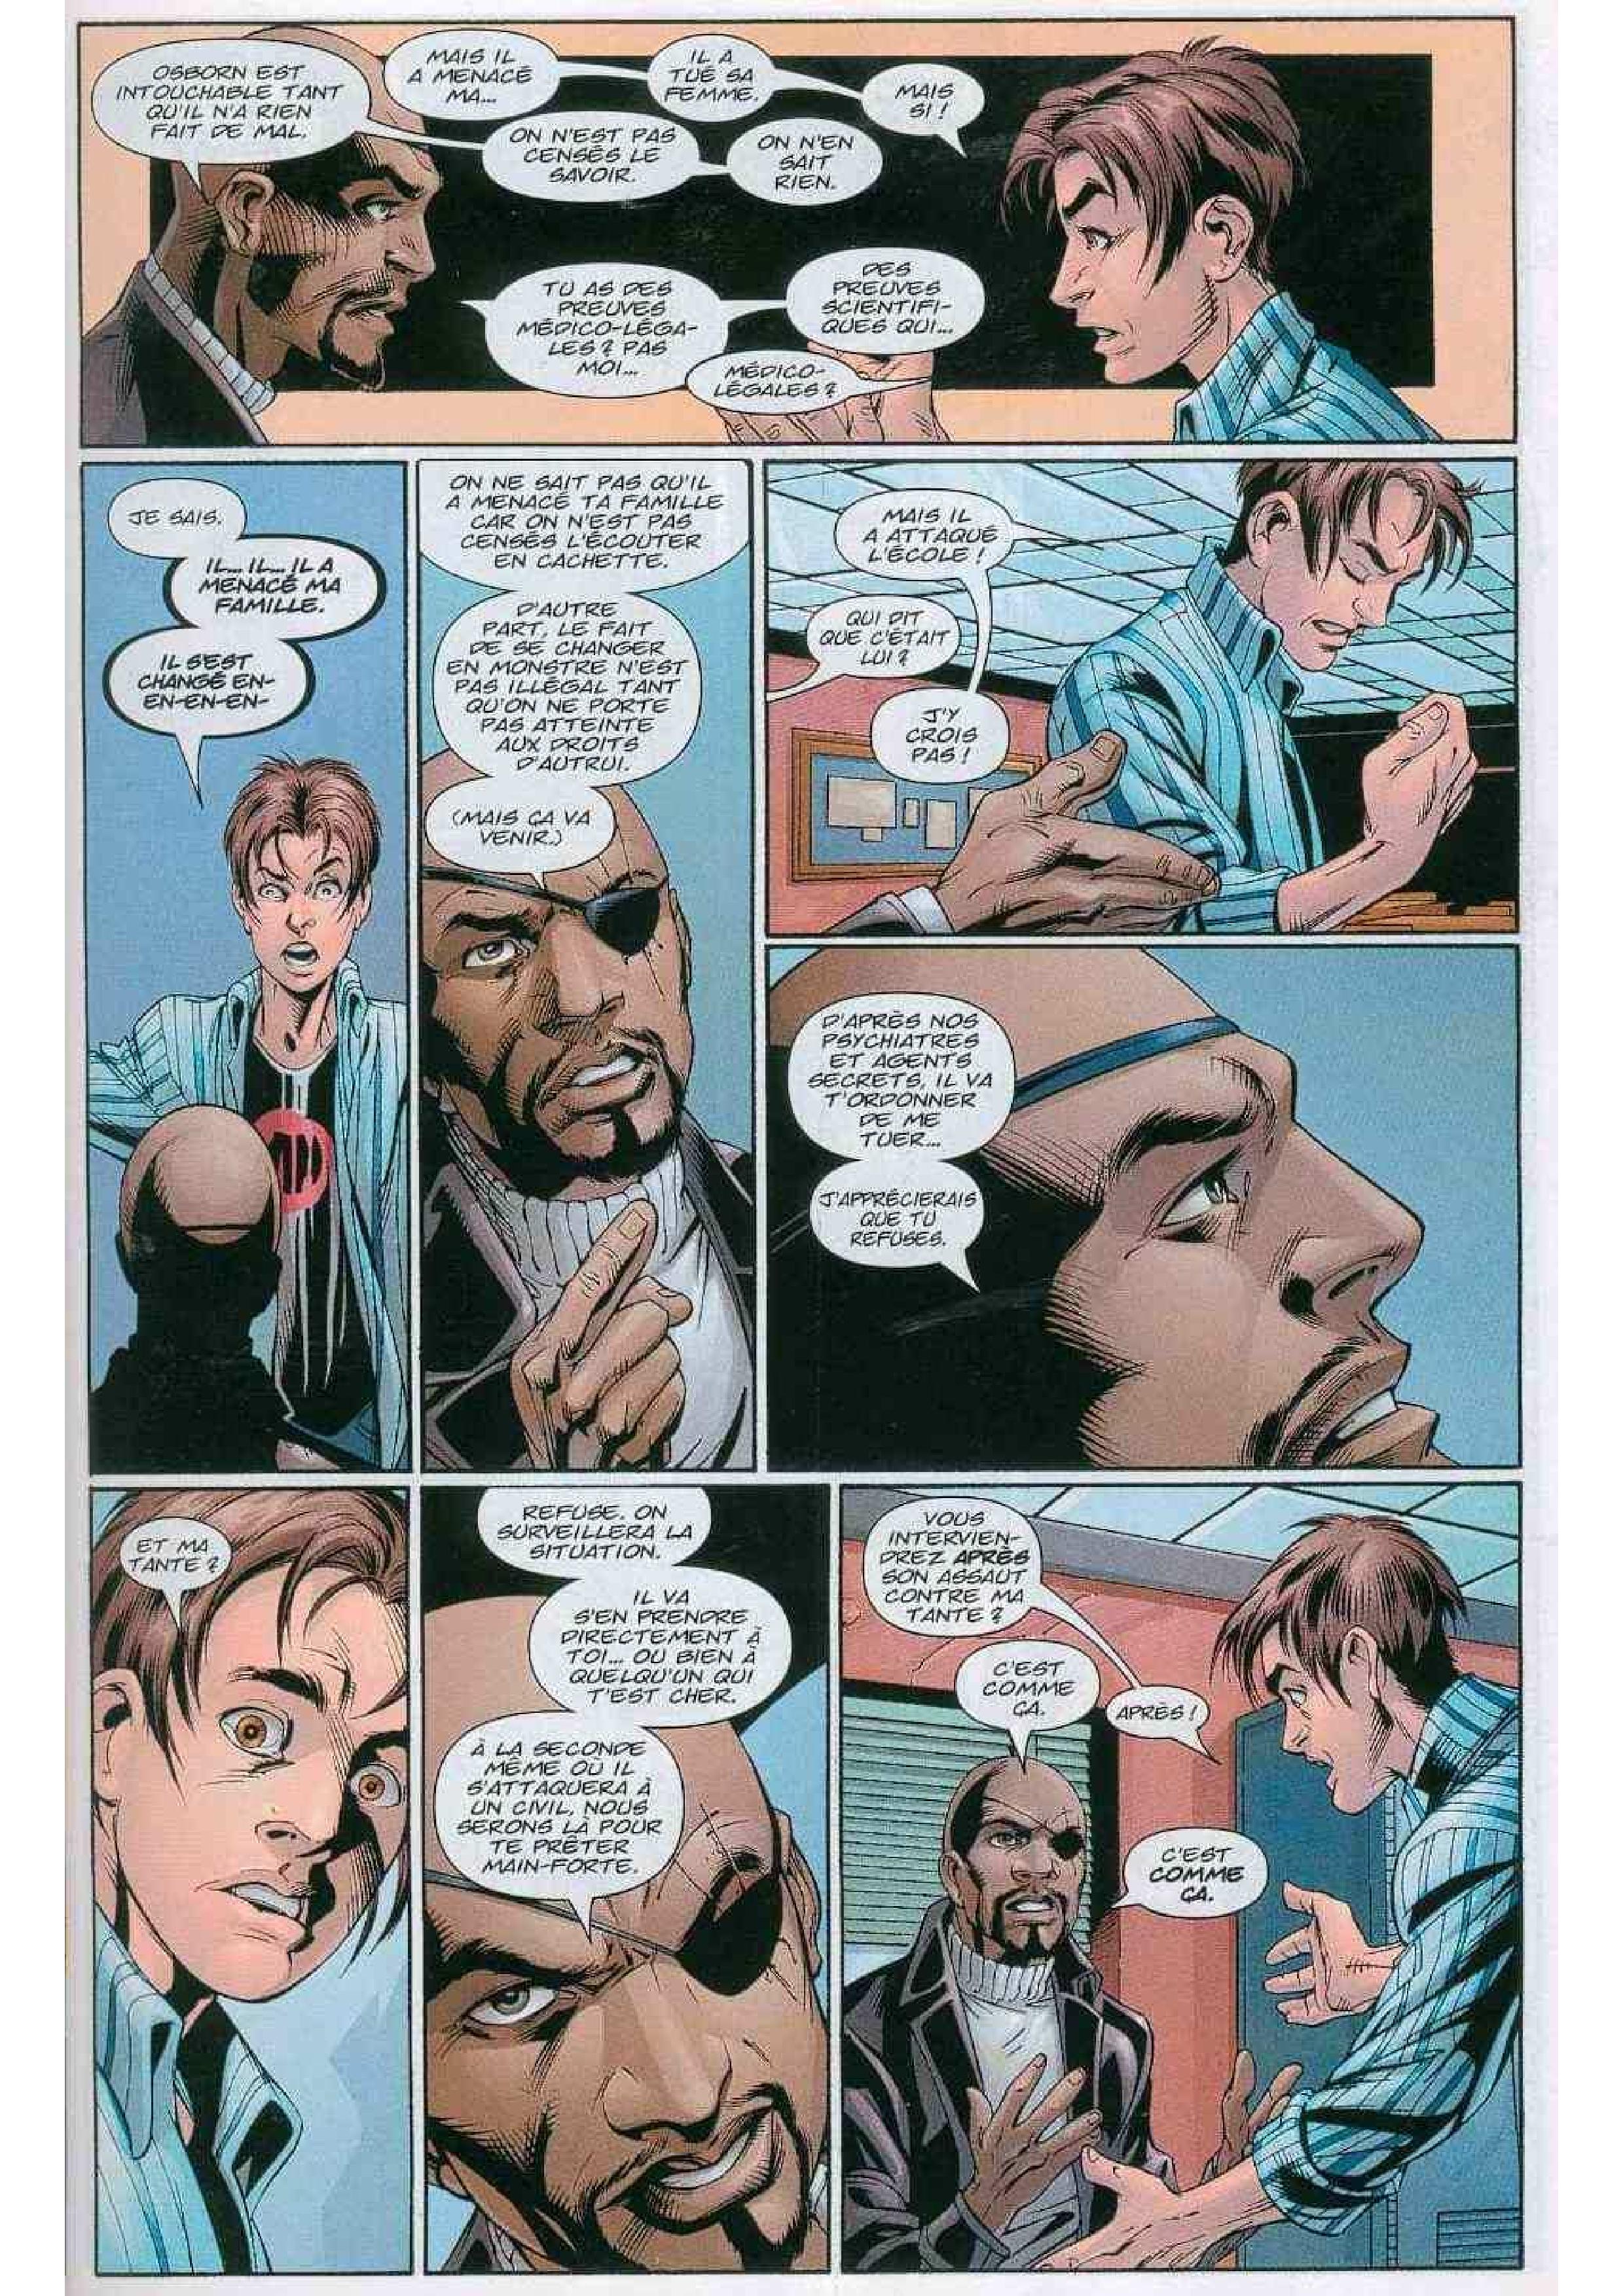 OSBORN EST
INTOUCHABLE TANT
QU'IL N'A RIEN
FAIT DE MAL.
MAIS IL
A MENACÉ
MA...
IL A
TUÉ SA
FEMME.
MAIS
SI !
ON N'EST PAS
CENSÉS LE
SAVOIR.
ON N'EN
SAIT
RIEN.
DES
PREUVES
SCIENTIFI-
QUES QUI...
TU AS DES
PREUVES
MÉDICO-LÉGA-
LES ? PAS
MOI...
MÉDICO-
LÉGALES ?
JE SAIS.
IL... IL... IL A
MENACÉ MA
FAMILLE.
IL S'EST
CHANGÉ EN-
EN-EN-EN-
ON NE SAIT PAS QU'IL
A MENACÉ TA FAMILLE
CAR ON N'EST PAS
CENSÉS L'ÉCOUTER
EN CACHETTE.
D'AUTRE
PART, LE FAIT
DE SE CHANGER
EN MONSTRE N'EST
PAS ILLÉGAL TANT
QU'ON NE PORTE
PAS ATTEINTE
AUX DROITS
D'AUTRUI.
(MAIS ÇA VA
VENIR.)
MAIS IL
A ATTAQUÉ
L'ÉCOLE !
QUI DIT
QUE C'ÉTAIT
LUI ?
J'Y
CROIS
PAS !
D'APRÈS NOS
PSYCHIATRES
ET AGENTS
SECRETS, IL VA
T'ORDONNER
DE ME
TUER...
J'APPRÉCIERAIS
QUE TU
REFUSES.
ET MA
TANTE ?
REFUSE. ON
SURVEILLERA LA
SITUATION.
IL VA
S'EN PRENDRE
DIRECTEMENT À
TOI... OU BIEN À
QUELQU'UN QUI
T'EST CHER.
À LA SECONDE
MÊME OÙ IL
S'ATTAQUERA À
UN CIVIL, NOUS
SERONS LÀ POUR
TE PRÊTER
MAIN-FORTE.
VOUS
INTERVIEN-
DREZ APRÈS
SON ASSAUT
CONTRE MA
TANTE ?
C'EST
COMME
ÇA.
APRÈS !
C'EST
COMME
ÇA.